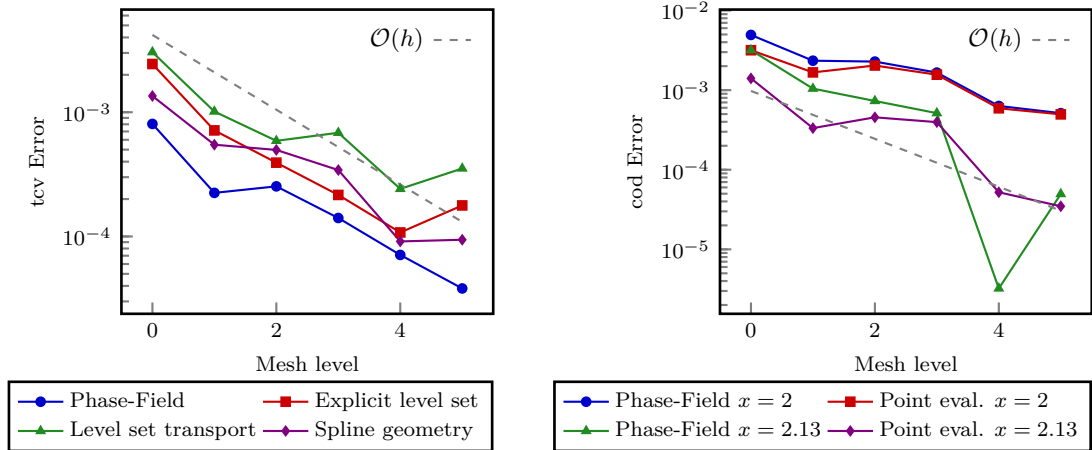 tcv Error
10⁻³
10⁻⁴
𝒪(h)
0 2 4
Mesh level
Phase-Field Explicit level set
Level set transport Spline geometry
cod Error
10⁻²
10⁻³
10⁻⁴
10⁻⁵
𝒪(h)
0 2 4
Mesh level
Phase-Field x = 2 Point eval. x = 2
Phase-Field x = 2.13 Point eval. x = 2.13